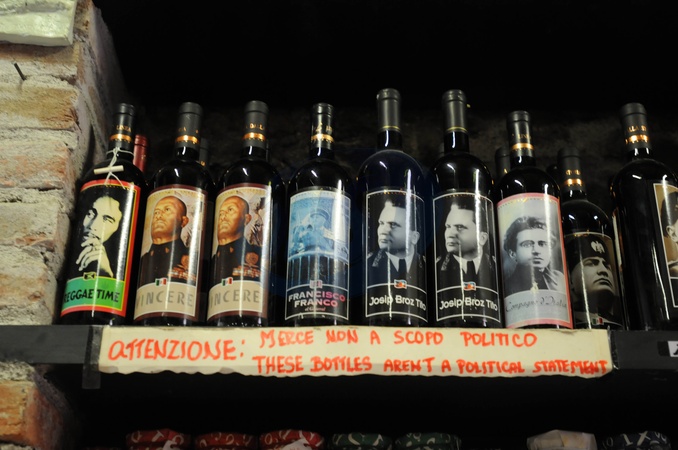 REGGAE TIME
VINCERE
VINCERE
FRANCISCO
FRANCO
Josip Broz Tito
Josip Broz Tito
ATTENZIONE: MERCE NON A SCOPO POLITICO
THESE BOTTLES ARENT A POLITICAL STATEMENT